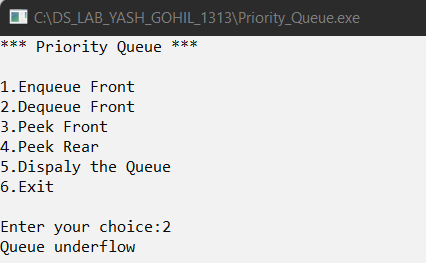 C:\DS_LAB_YASH_GOHIL_1313\Priority_Queue.exe
*** Priority Queue ***
1.Enqueue Front
2.Dequeue Front
3.Peek Front
4.Peek Rear
5.Dispaly the Queue
6.Exit
Enter your choice:2
Queue underflow